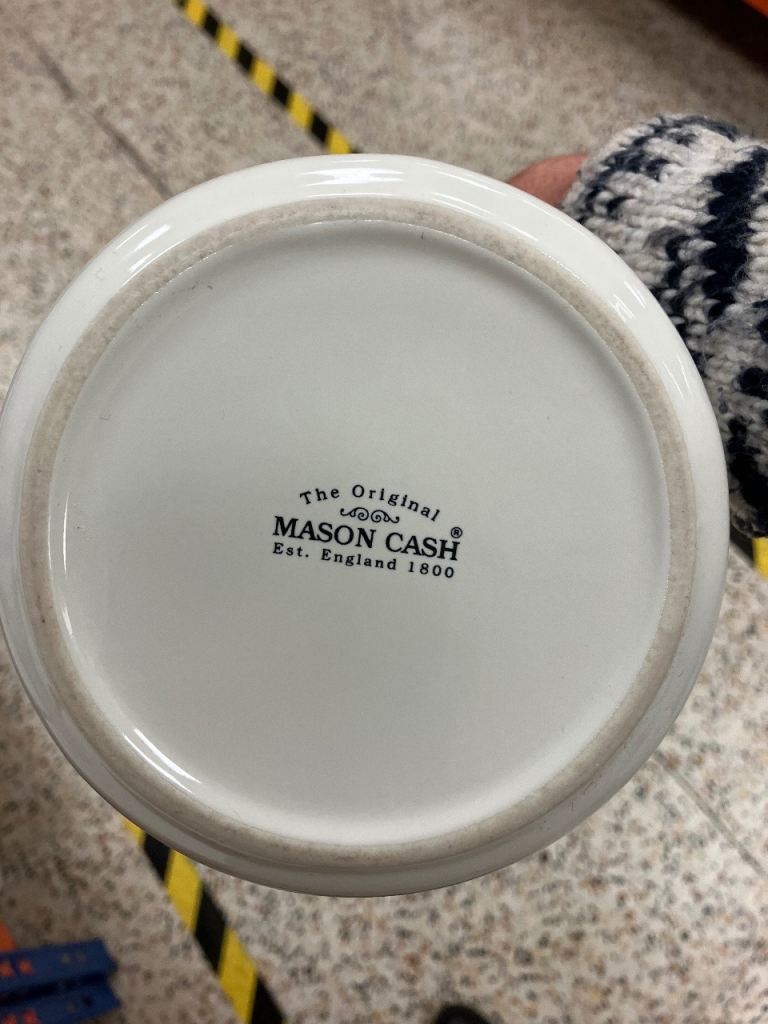 The Original
MASON CASH®
Est. England 1800